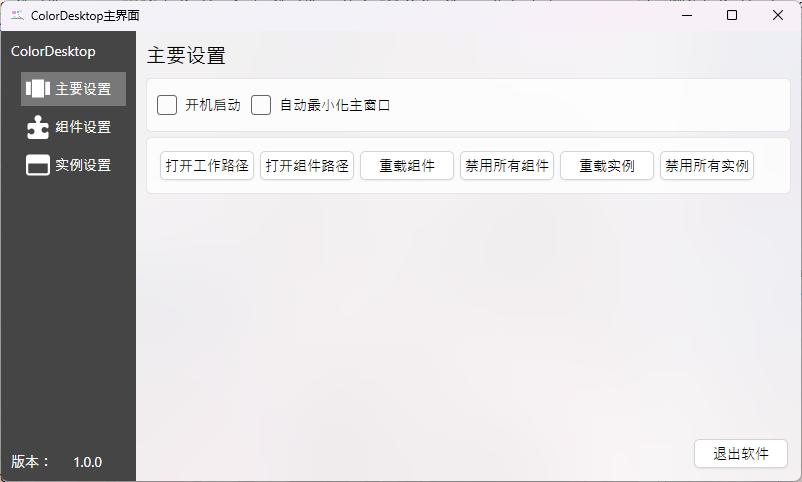 ColorDesktop主界面
ColorDesktop
主要设置
组件设置
实例设置
版本： 1.0.0
主要设置
开机启动 自动最小化主窗口
打开工作路径 打开组件路径 重载组件 禁用所有组件 重载实例 禁用所有实例
退出软件